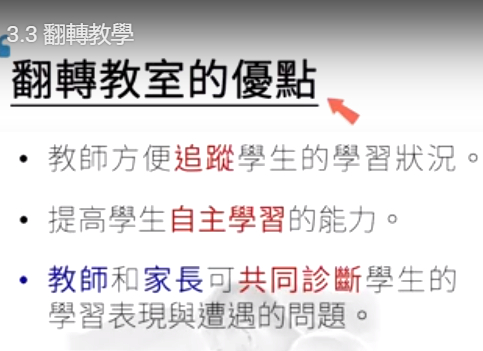 3.3 翻轉教學
翻轉教室的優點
• 教師方便追蹤學生的學習狀況。
• 提高學生自主學習的能力。
• 教師和家長可共同診斷學生的
學習表現與遭遇的問題。